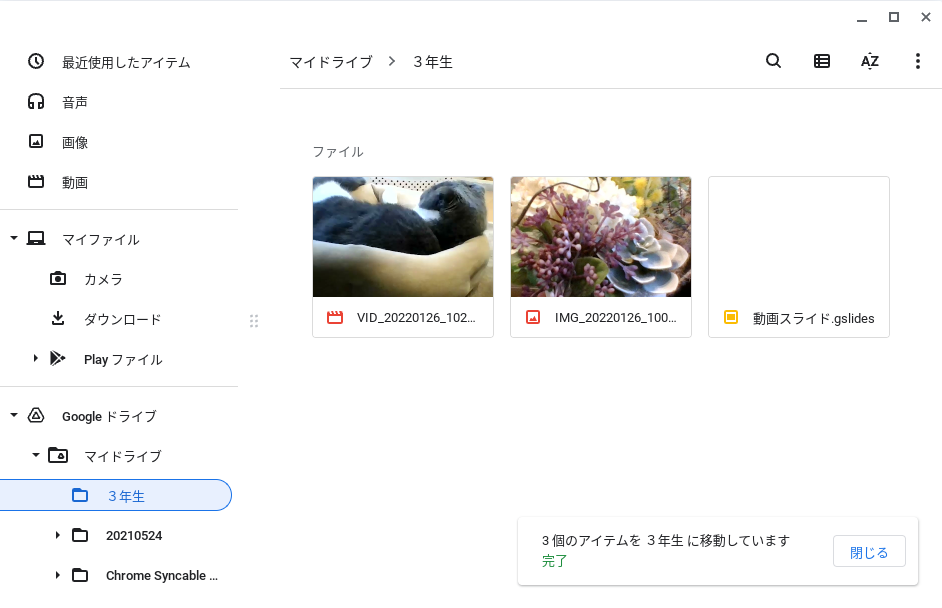 最近使用したアイテム
音声
画像
動画
マイファイル
カメラ
ダウンロード
Play ファイル
Google ドライブ
マイドライブ
３年生
20210524
Chrome Syncable ...
マイドライブ
３年生
AZ
ファイル
VID_20220126_102...
IMG_20220126_100...
動画スライド.gslides
3 個のアイテムを ３年生 に移動しています
完了
閉じる